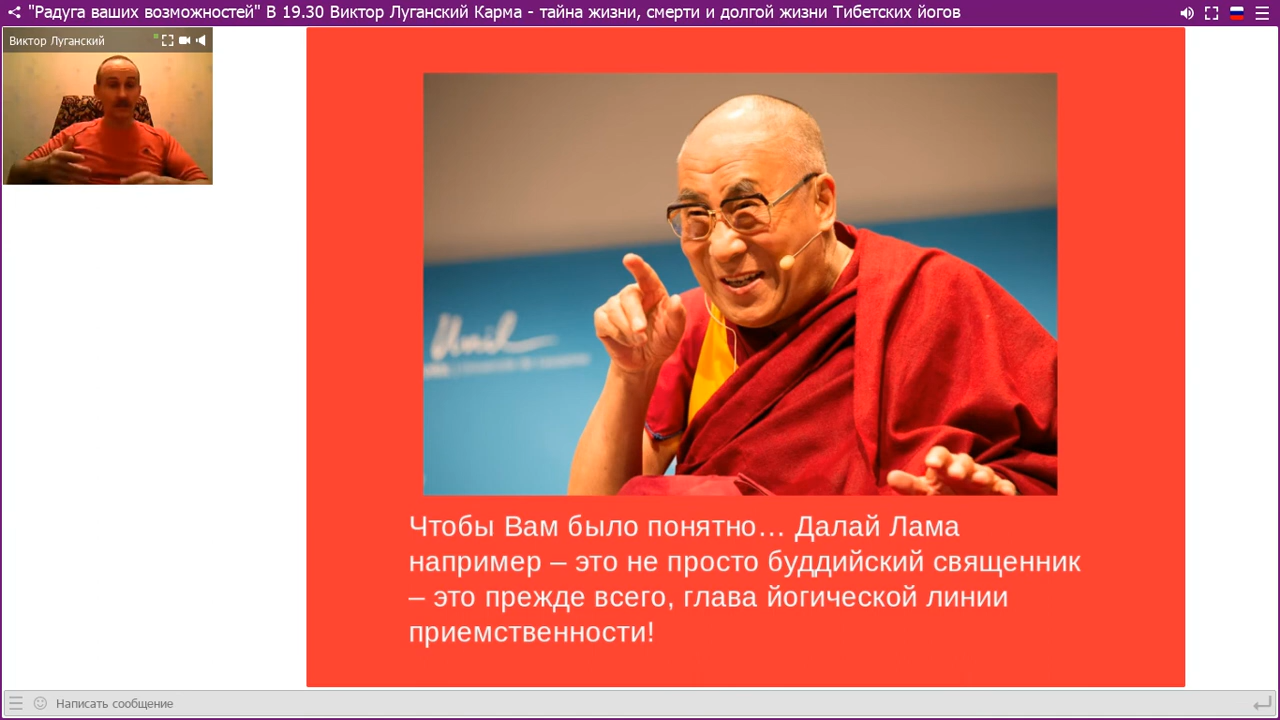 "Радуга ваших возможностей" В 19.30 Виктор Луганский Карма - тайна жизни, смерти и долгой жизни Тибетских йогов
Виктор Луганский
Unil
Чтобы Вам было понятно… Далай Лама
например – это не просто буддийский священник
– это прежде всего, глава йогической линии
приемственности!
Написать сообщение